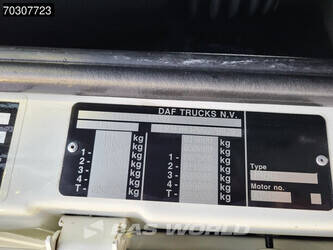 70307723
DAF TRUCKS N.V.
kg kg
1- kg 1- kg
2- kg 2- kg
3- kg 3- kg
4- kg 4- kg
T- kg T- kg
Type
Motor no.
BAS WORLD